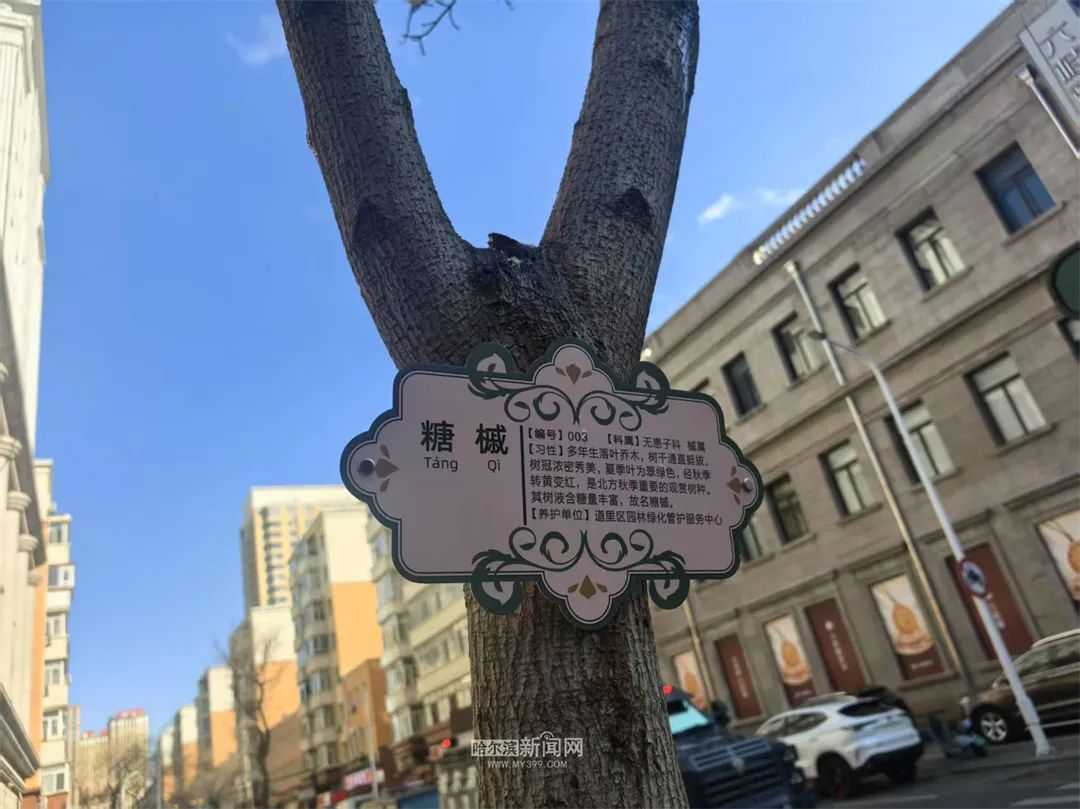 糖 槭
Táng Qì
【编号】003 【科属】无患子科 槭属
【习性】多年生落叶乔木，树干通直挺拔，
树冠浓密秀美，夏季叶为翠绿色，经秋季
转黄变红，是北方秋季重要的观赏树种。
其树液含糖量丰富，故名糖槭。
【养护单位】道里区园林绿化管护服务中心
哈尔滨新闻网
WWW.MY399.COM